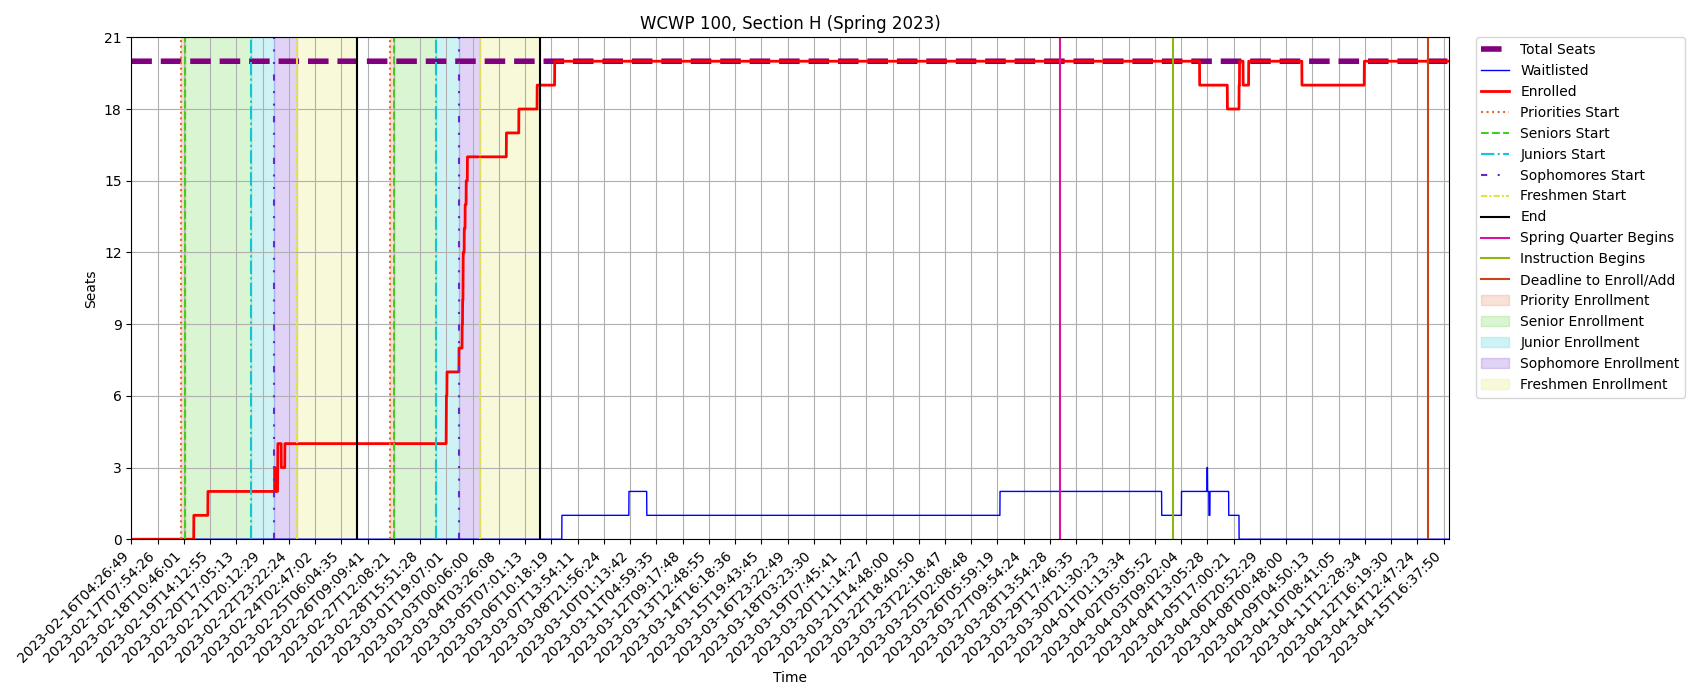 WCWP 100, Section H (Spring 2023)
21
18
15
12
9
6
3
0
Seats
2023-02-16T04:26:49
2023-02-17T07:54:26
2023-02-18T10:46:01
2023-02-19T14:12:55
2023-02-20T17:05:13
2023-02-21T20:12:29
2023-02-22T23:22:24
2023-02-24T02:47:02
2023-02-25T06:04:35
2023-02-26T09:09:41
2023-02-27T12:08:21
2023-02-28T15:51:28
2023-03-01T19:07:01
2023-03-03T00:06:00
2023-03-04T03:26:08
2023-03-05T07:01:13
2023-03-06T10:18:19
2023-03-07T13:54:11
2023-03-08T21:56:24
2023-03-10T01:13:42
2023-03-11T04:59:35
2023-03-12T09:17:48
2023-03-13T12:48:55
2023-03-14T16:18:36
2023-03-15T19:43:45
2023-03-16T23:22:49
2023-03-18T03:23:30
2023-03-19T07:45:41
2023-03-20T11:14:27
2023-03-21T14:48:00
2023-03-22T18:40:50
2023-03-23T22:18:47
2023-03-25T02:08:48
2023-03-26T05:59:19
2023-03-27T09:54:24
2023-03-28T13:54:28
2023-03-29T17:46:35
2023-03-30T21:30:23
2023-04-01T01:13:34
2023-04-02T05:05:52
2023-04-03T09:02:04
2023-04-04T13:05:28
2023-04-05T17:00:21
2023-04-06T20:52:29
2023-04-08T00:48:00
2023-04-09T04:50:13
2023-04-10T08:41:05
2023-04-11T12:28:34
2023-04-12T16:19:30
2023-04-14T12:47:24
2023-04-15T16:37:50
Time
Total Seats
Waitlisted
Enrolled
Priorities Start
Seniors Start
Juniors Start
Sophomores Start
Freshmen Start
End
Spring Quarter Begins
Instruction Begins
Deadline to Enroll/Add
Priority Enrollment
Senior Enrollment
Junior Enrollment
Sophomore Enrollment
Freshmen Enrollment